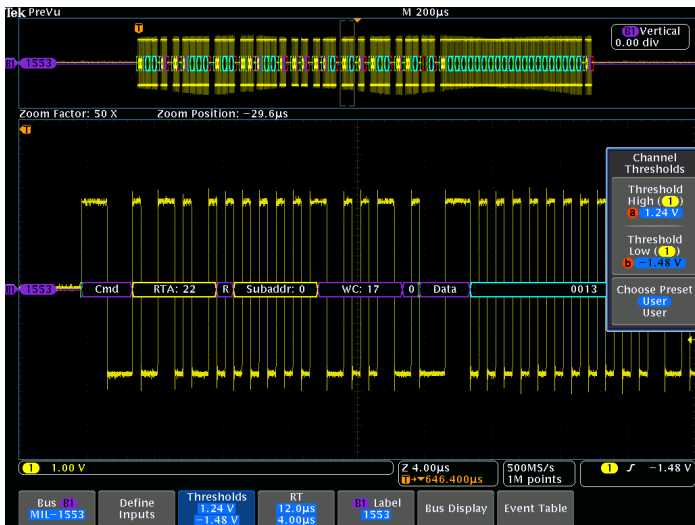 Tek PreVu M 200µs
T
B1 Vertical
0.00 div
B1 1553
Zoom Factor: 50 X Zoom Position: −29.6µs
T
Channel
Thresholds
Threshold
High (1)
a 1.24 V
Threshold
Low (1)
b −1.48 V
Choose Preset
User
User
B1 1553 Cmd RTA: 22 R Subaddr: 0 WC: 17 0 Data 0013
1 1.00 V
Z 4.00µs
T→▾646.400µs
500MS/s
1M points
1 −1.48 V
Bus B1
MIL−1553
Define
Inputs
Thresholds
1.24 V
−1.48 V
RT
12.0µs
4.00µs
B1 Label
1553
Bus Display
Event Table